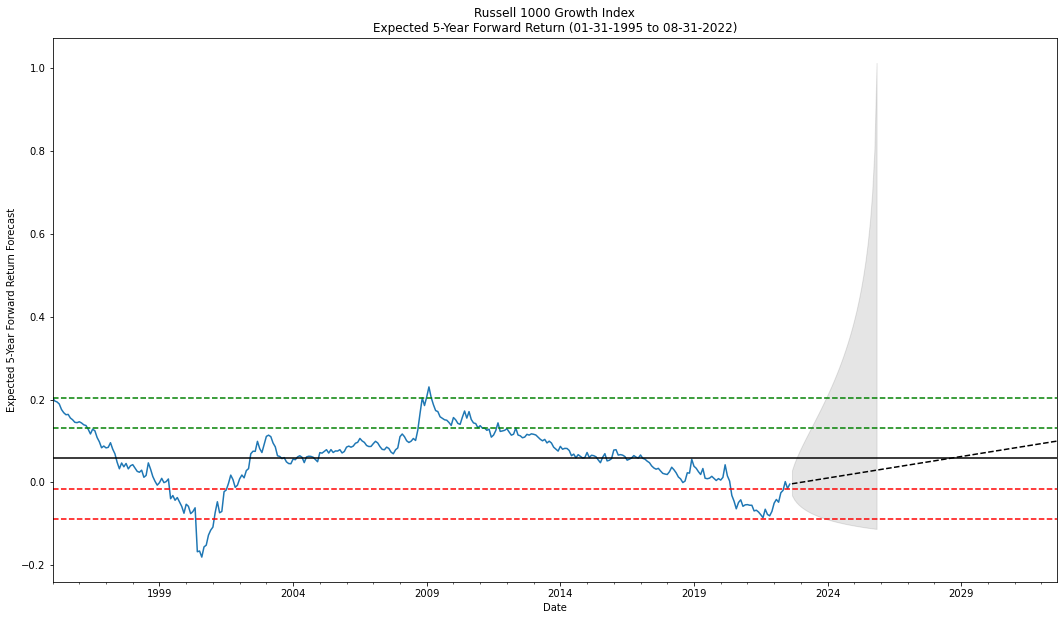 Russell 1000 Growth Index
Expected 5-Year Forward Return (01-31-1995 to 08-31-2022)
Expected 5-Year Forward Return Forecast
1.0
0.8
0.6
0.4
0.2
0.0
−0.2
1999 2004 2009 2014 2019 2024 2029
Date